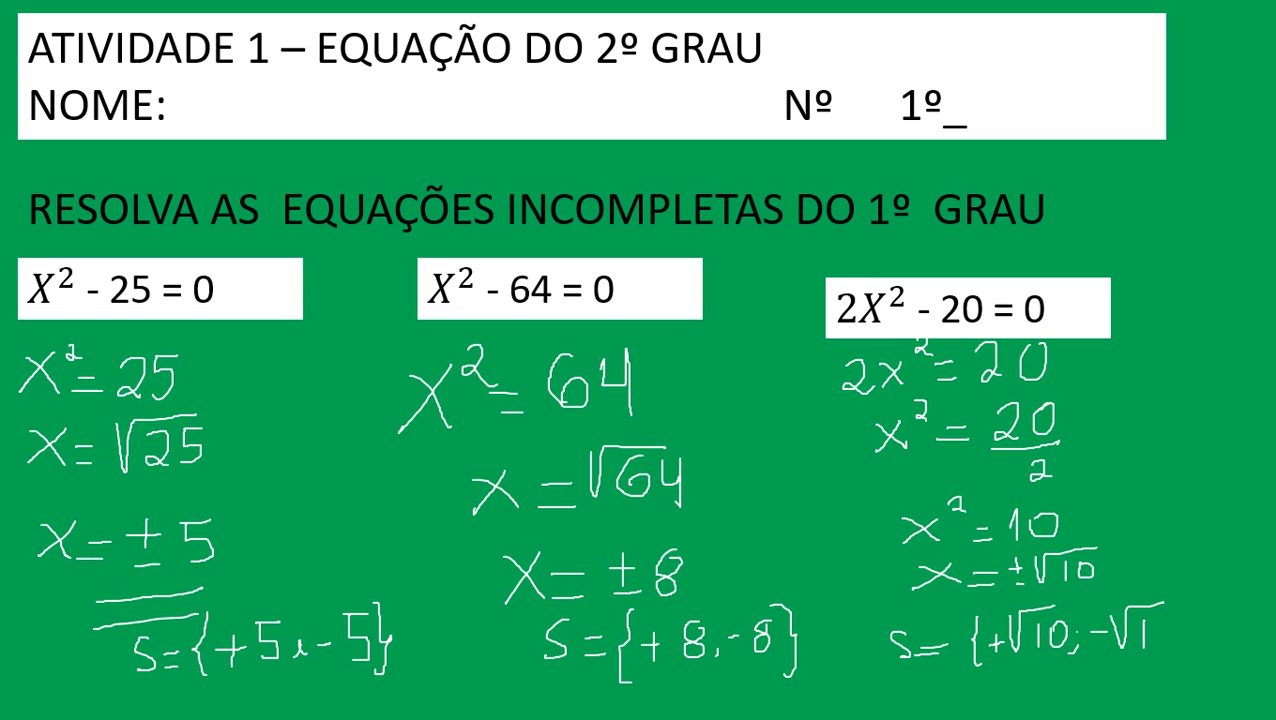 ATIVIDADE 1 – EQUAÇÃO DO 2º GRAU
NOME: Nº 1º_
RESOLVA AS EQUAÇÕES INCOMPLETAS DO 1º GRAU
X² - 25 = 0
x² = 25
x = √25
x = ± 5
S = {+5; -5}
X² - 64 = 0
x² = 64
x = √64
x = ± 8
S = {+ 8, - 8}
2X² - 20 = 0
2x² = 20
x² = 20/2
x² = 10
x = ±√10
S = {+√10; -√1